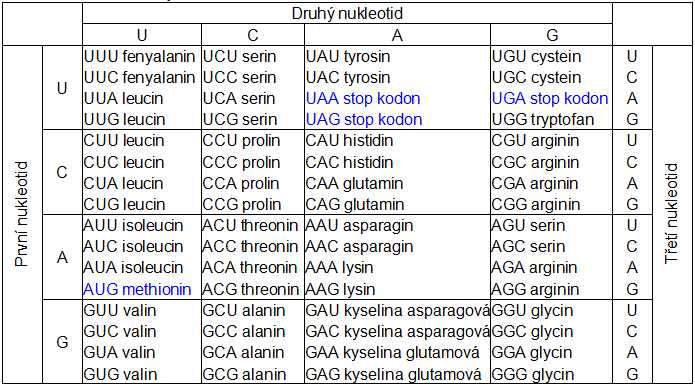 Druhý nukleotid
U C A G
První nukleotid
Třetí nukleotid
U
UUU fenyalanin UCU serin UAU tyrosin UGU cystein U
UUC fenyalanin UCC serin UAC tyrosin UGC cystein C
UUA leucin UCA serin UAA stop kodon UGA stop kodon A
UUG leucin UCG serin UAG stop kodon UGG tryptofan G
C
CUU leucin CCU prolin CAU histidin CGU arginin U
CUC leucin CCC prolin CAC histidin CGC arginin C
CUA leucin CCA prolin CAA glutamin CGA arginin A
CUG leucin CCG prolin CAG glutamin CGG arginin G
A
AUU isoleucin ACU threonin AAU asparagin AGU serin U
AUC isoleucin ACC threonin AAC asparagin AGC serin C
AUA isoleucin ACA threonin AAA lysin AGA arginin A
AUG methionin ACG threonin AAG lysin AGG arginin G
G
GUU valin GCU alanin GAU kyselina asparagová GGU glycin U
GUC valin GCC alanin GAC kyselina asparagová GGC glycin C
GUA valin GCA alanin GAA kyselina glutamová GGA glycin A
GUG valin GCG alanin GAG kyselina glutamová GGG glycin G